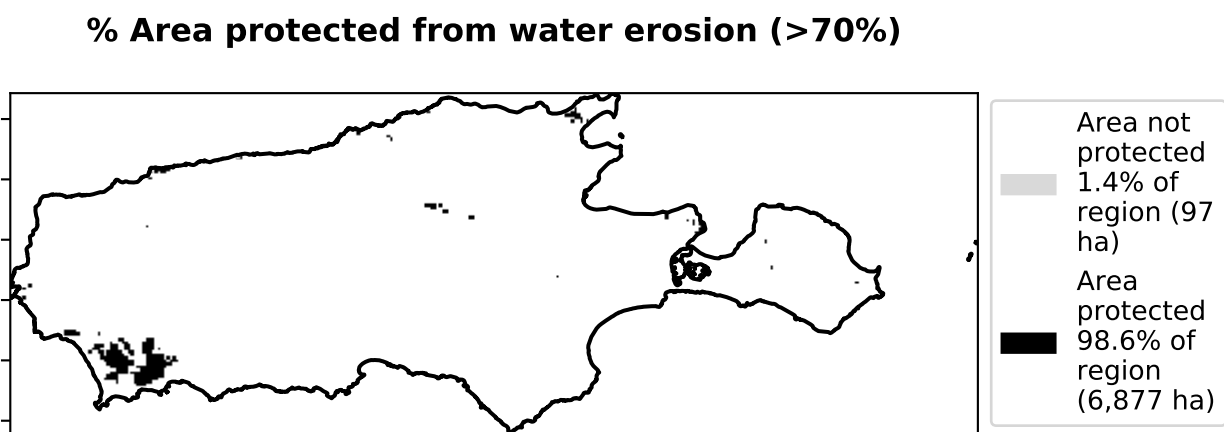 % Area protected from water erosion (>70%)
Area not
protected
1.4% of
region (97
ha)
Area
protected
98.6% of
region
(6,877 ha)